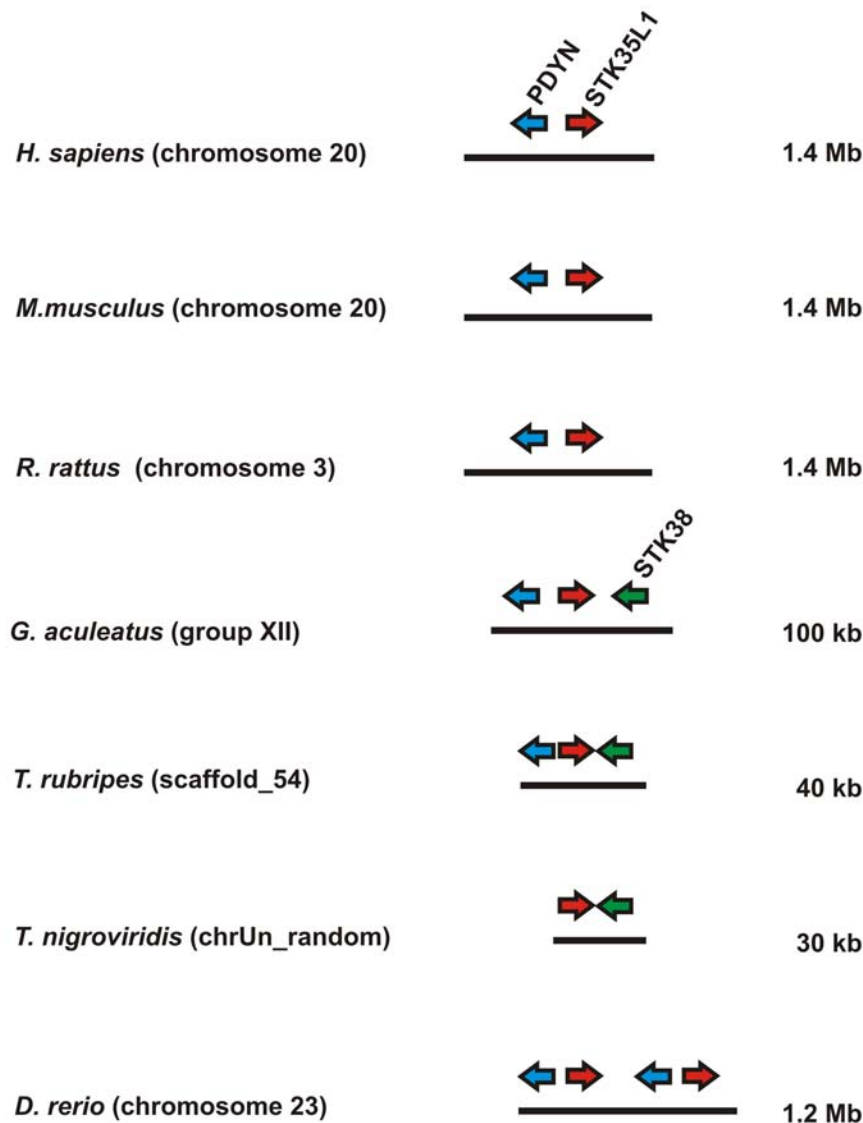 PDYN STK35L1
H. sapiens (chromosome 20) 1.4 Mb
M.musculus (chromosome 20) 1.4 Mb
R. rattus (chromosome 3) 1.4 Mb
STK38
G. aculeatus (group XII) 100 kb
T. rubripes (scaffold_54) 40 kb
T. nigroviridis (chrUn_random) 30 kb
D. rerio (chromosome 23) 1.2 Mb